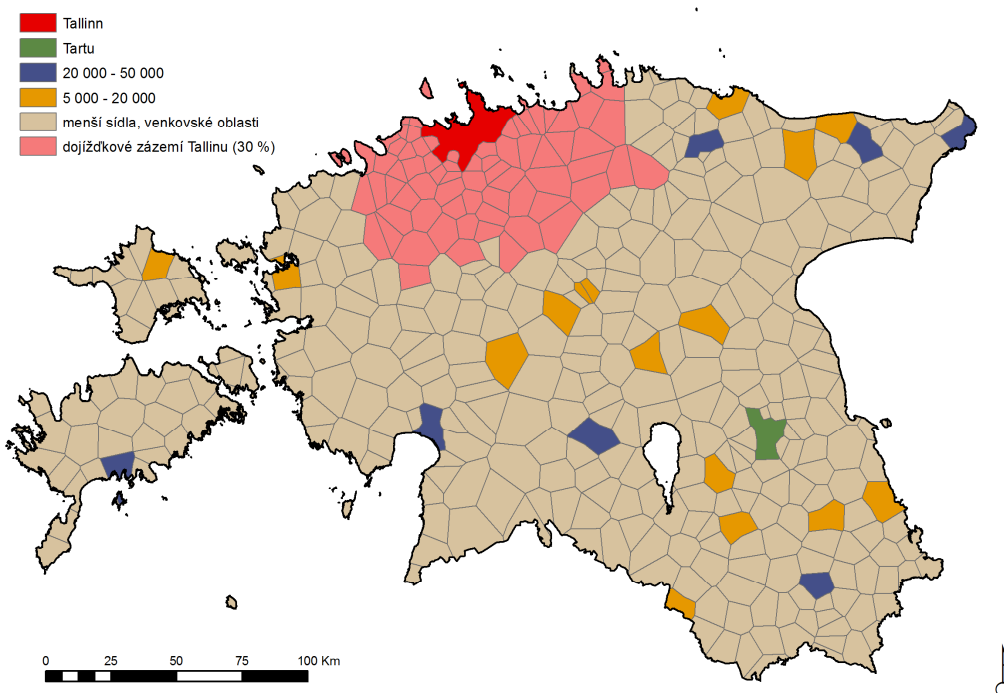 Tallinn
Tartu
20 000 - 50 000
5 000 - 20 000
menší sídla, venkovské oblasti
dojížďkové zázemí Tallinu (30 %)
0 25 50 75 100 Km